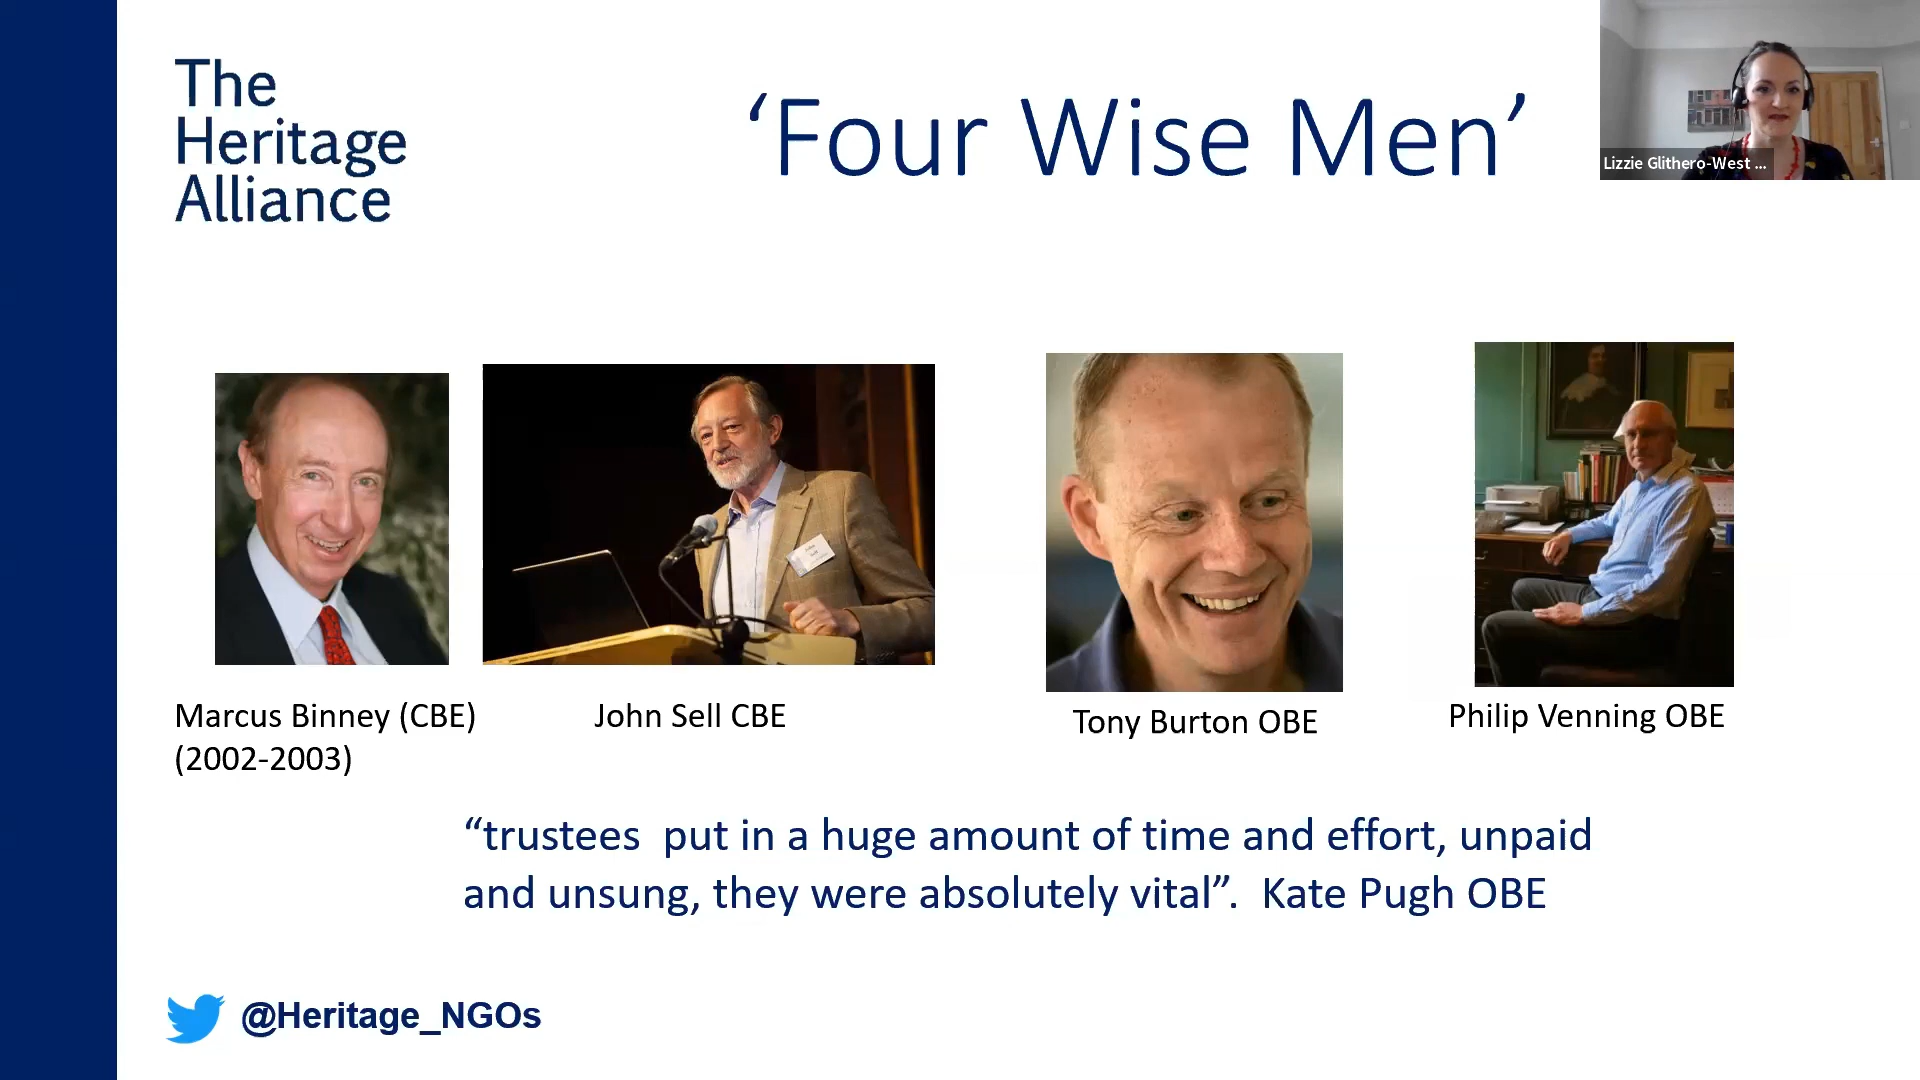 The
Heritage
Alliance
‘Four Wise Men’
Lizzie Glithero-West ...
Marcus Binney (CBE)
(2002-2003)
John Sell CBE
Tony Burton OBE
Philip Venning OBE
“trustees  put in a huge amount of time and effort, unpaid
and unsung, they were absolutely vital”.  Kate Pugh OBE
@Heritage_NGOs